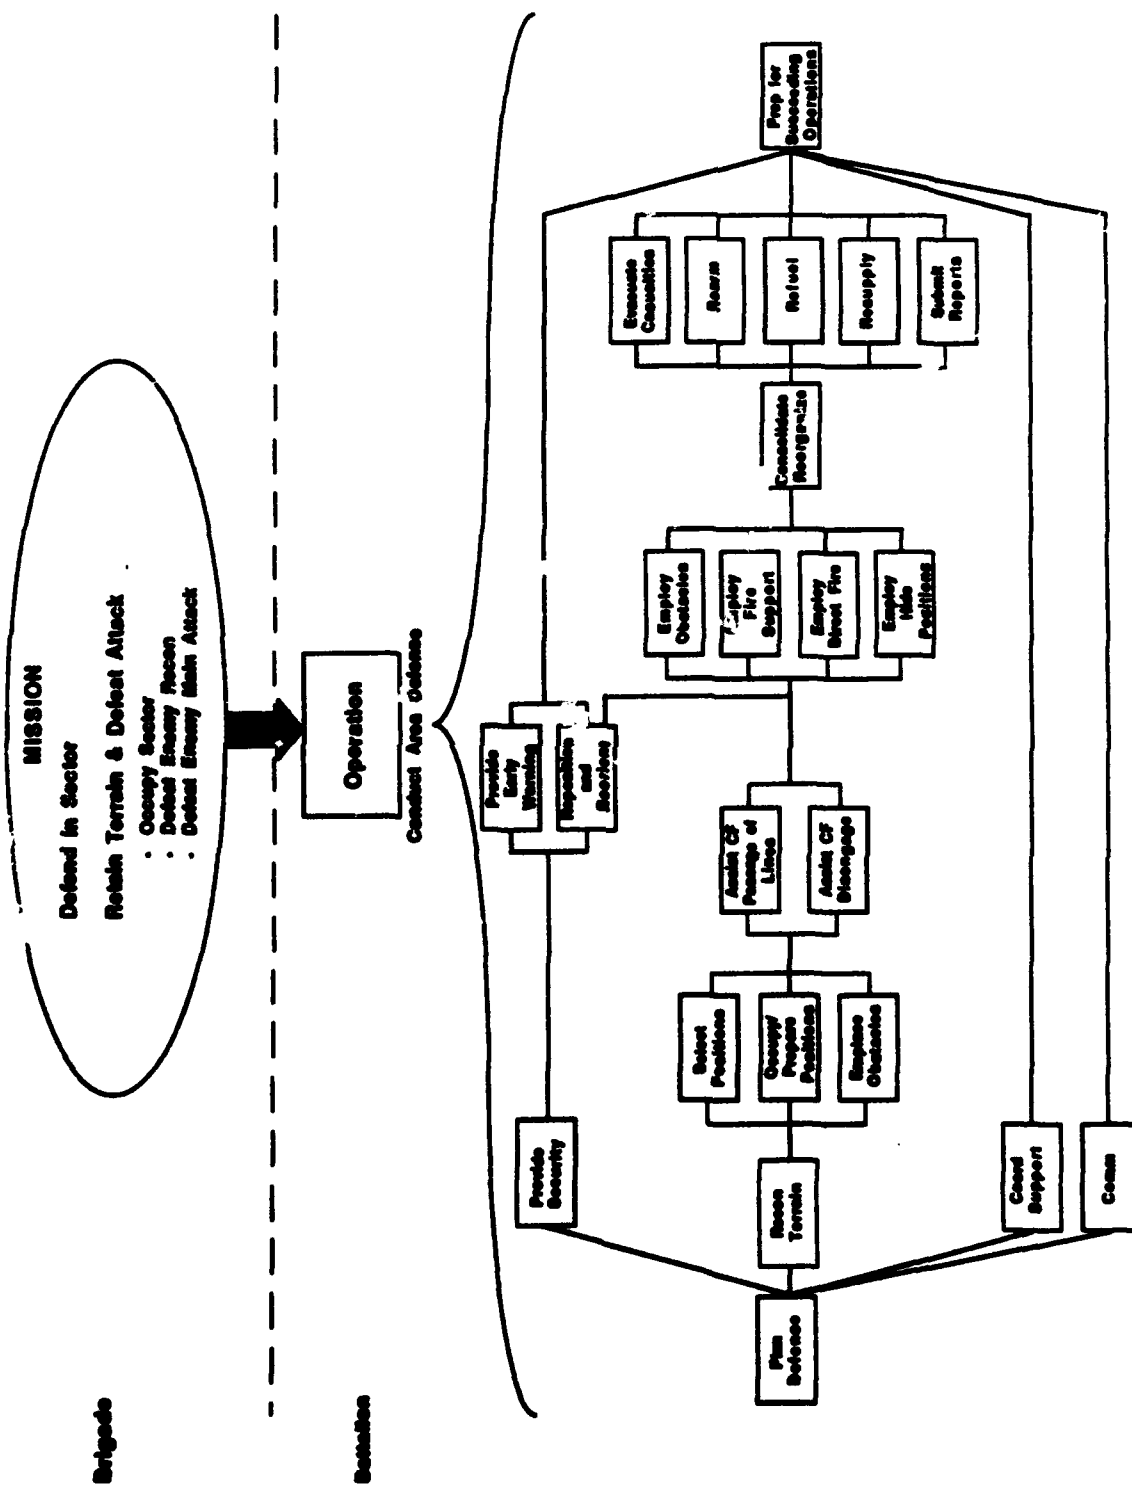 Brigade
MISSION
Defend in Sector
Retain Terrain & Defeat Attack
· Occupy Sector
· Defeat Enemy Recon
· Defeat Enemy Main Attack
Battalion
Operation
Conduct Area Defense
Plan
Defense
Provide
Security
Recon
Terrain
Coord
Support
Comm
Select
Positions
Occupy/
Prepare
Positions
Emplace
Obstacles
Assist CF
Passage of
Lines
Assist CF
Disengage
Provide
Early
Warning
Reposition
and
Reorient
Employ
Obstacles
Employ
Fire
Support
Employ
Direct Fire
Employ
Hide
Positions
Consolidate
Reorganize
Evacuate
Casualties
Rearm
Refuel
Resupply
Submit
Reports
Prep for
Succeeding
Operations